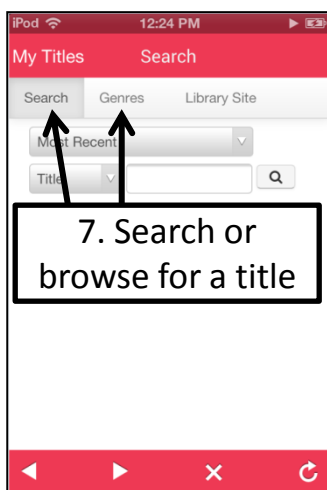 iPod 12:24 PM
My Titles Search
Search Genres Library Site
Most Recent
Title
7. Search or
browse for a title